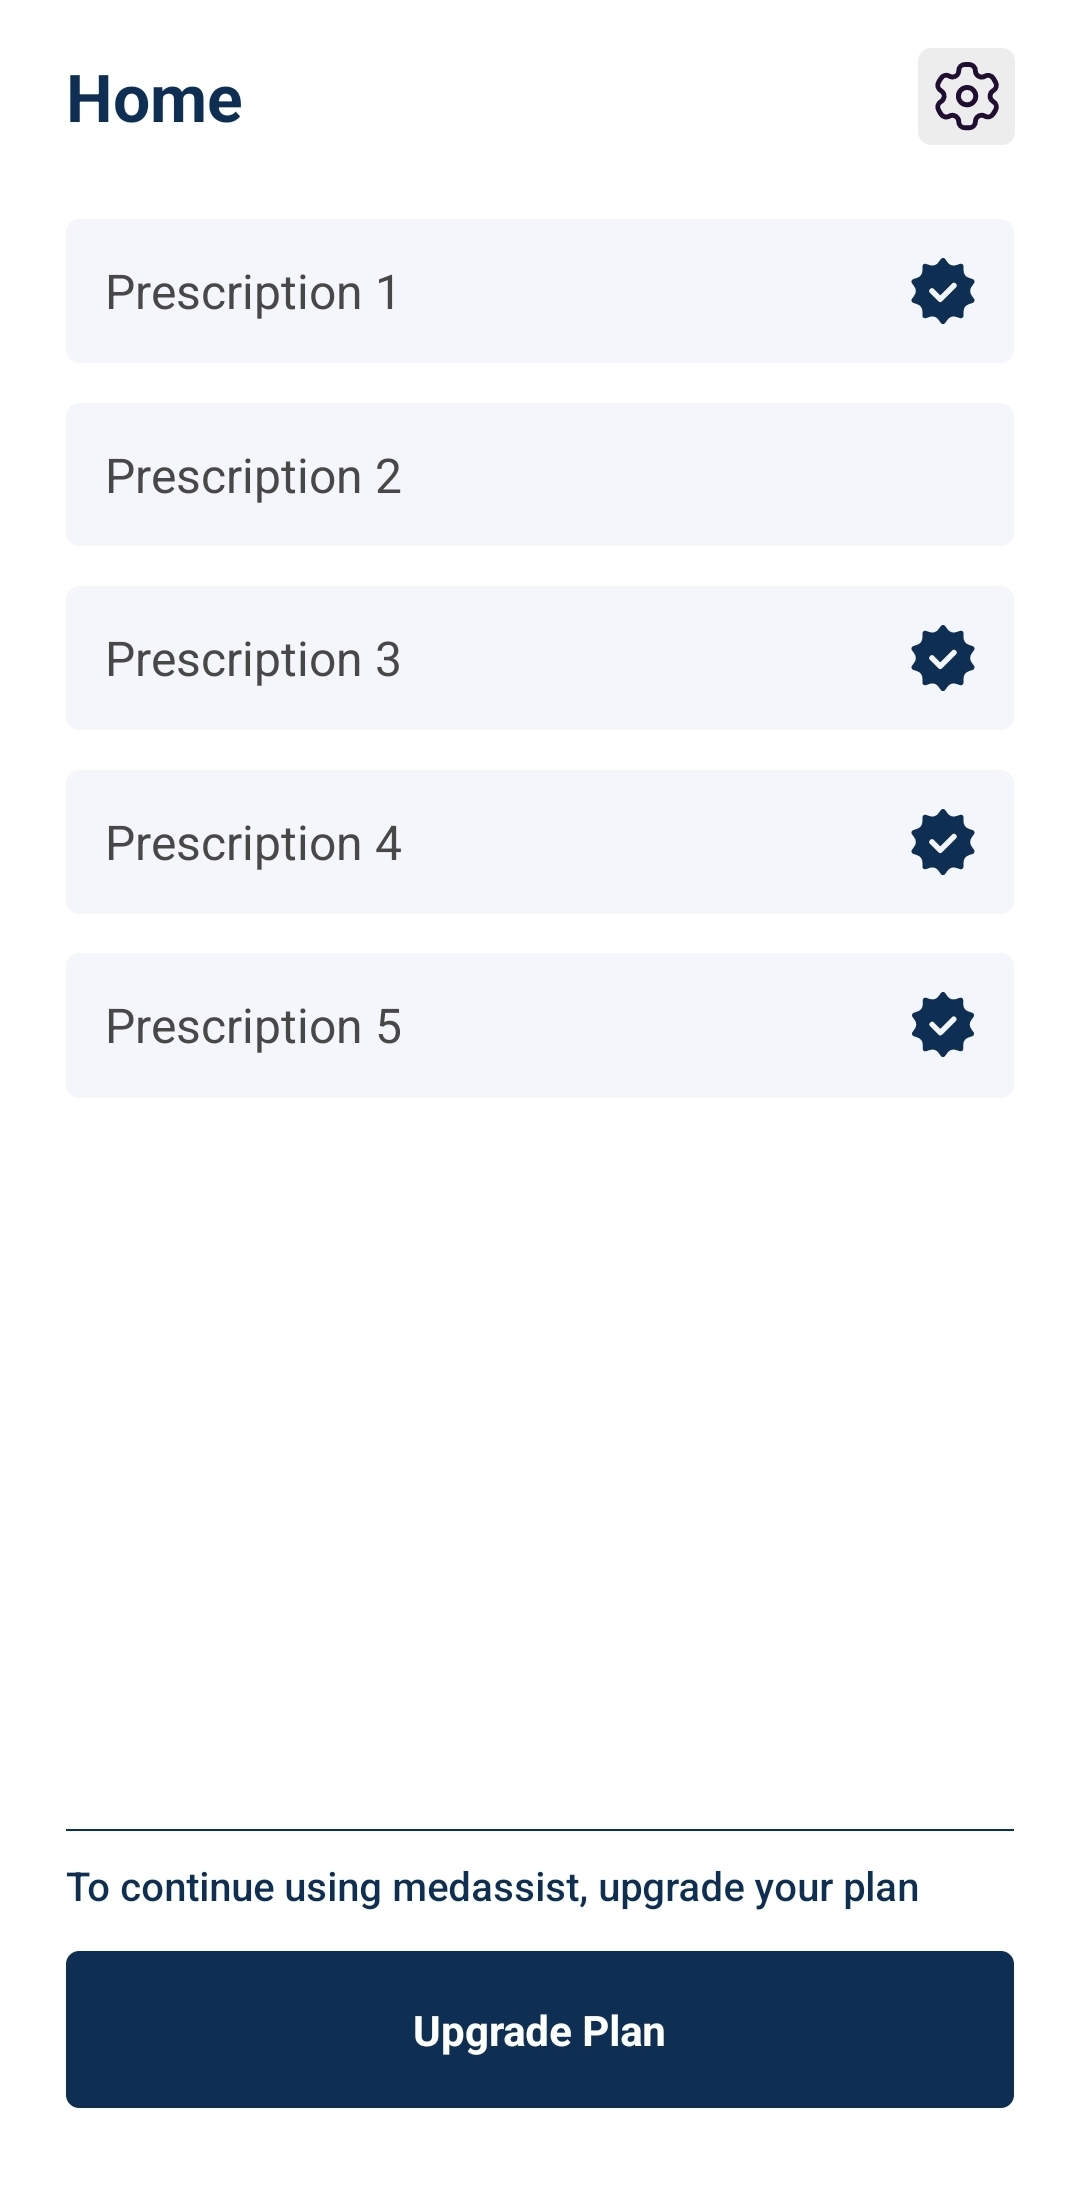 Home
Prescription 1
Prescription 2
Prescription 3
Prescription 4
Prescription 5
To continue using medassist, upgrade your plan
Upgrade Plan